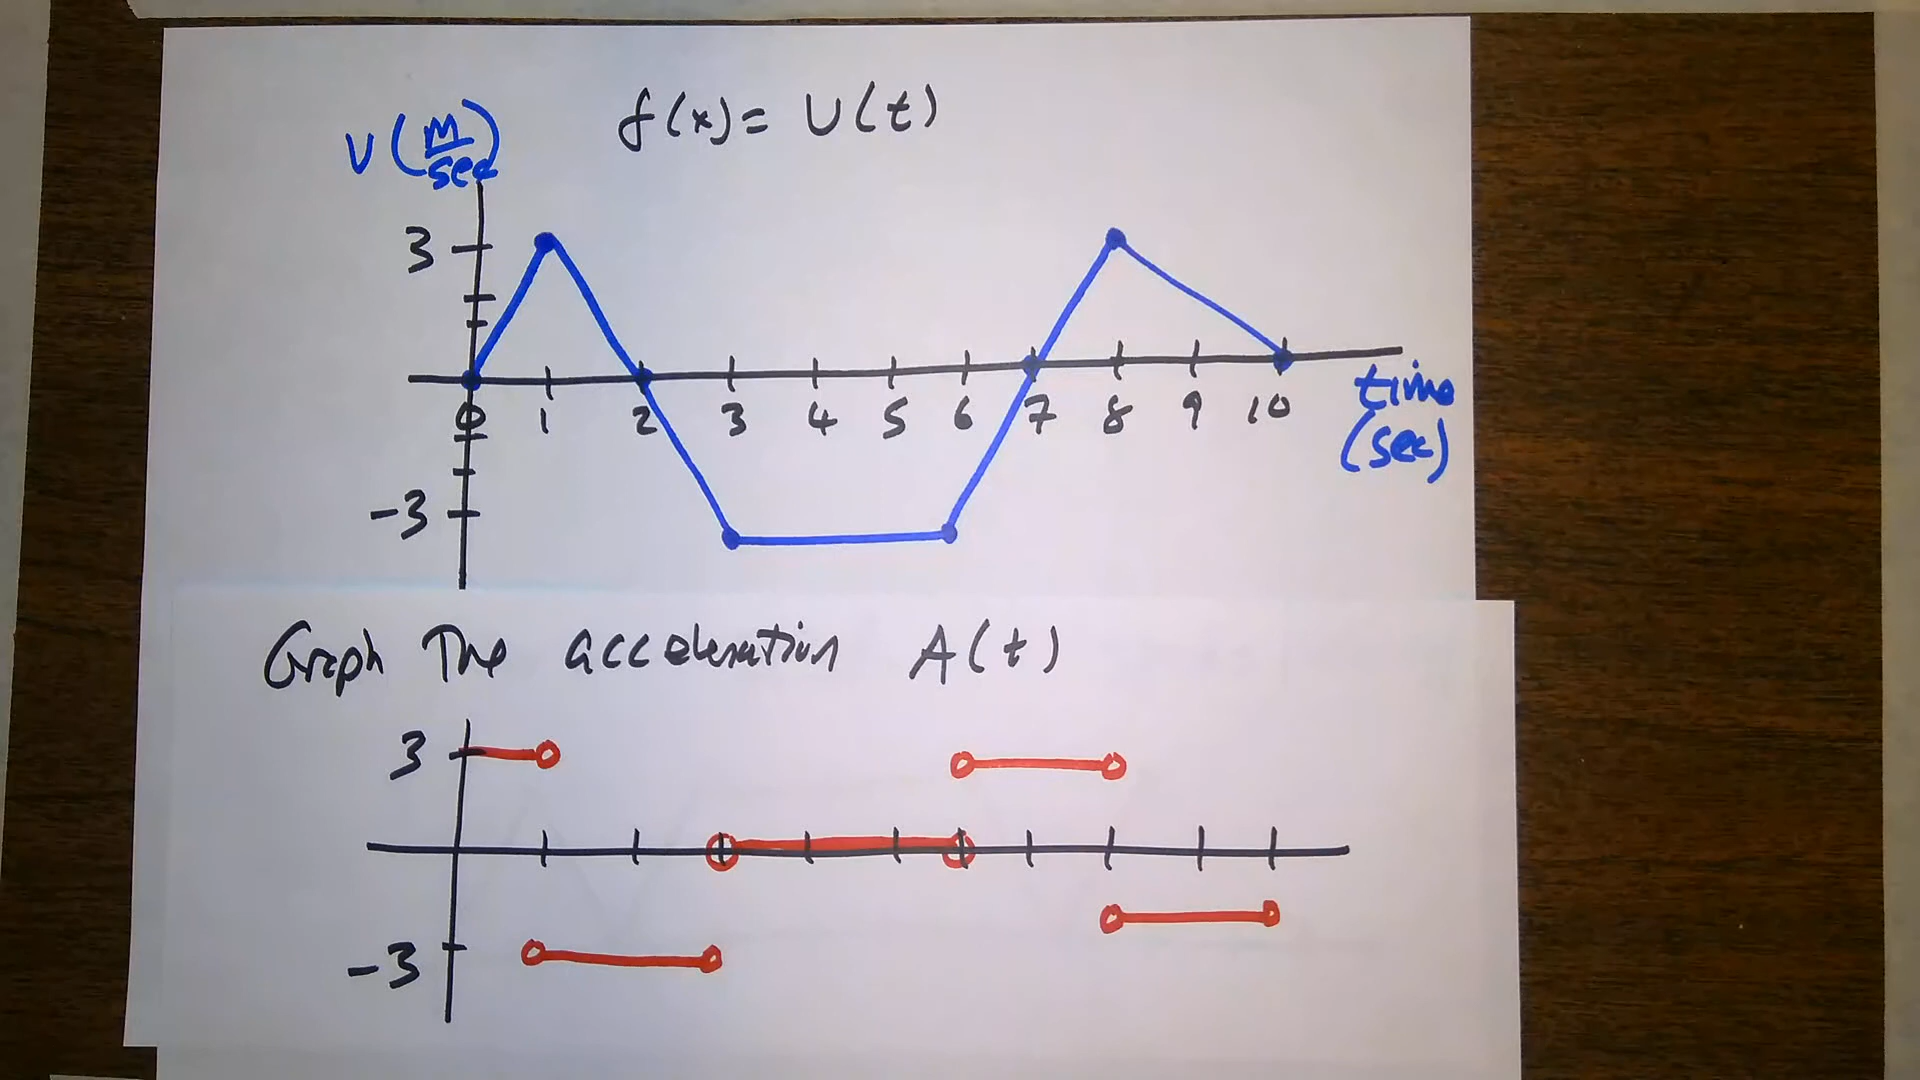 f(x)= V(t)
V (m/sec)
3
0 1 2 3 4 5 6 7 8 9 10
time
(sec)
-3
Graph The acceleration A(t)
3
-3